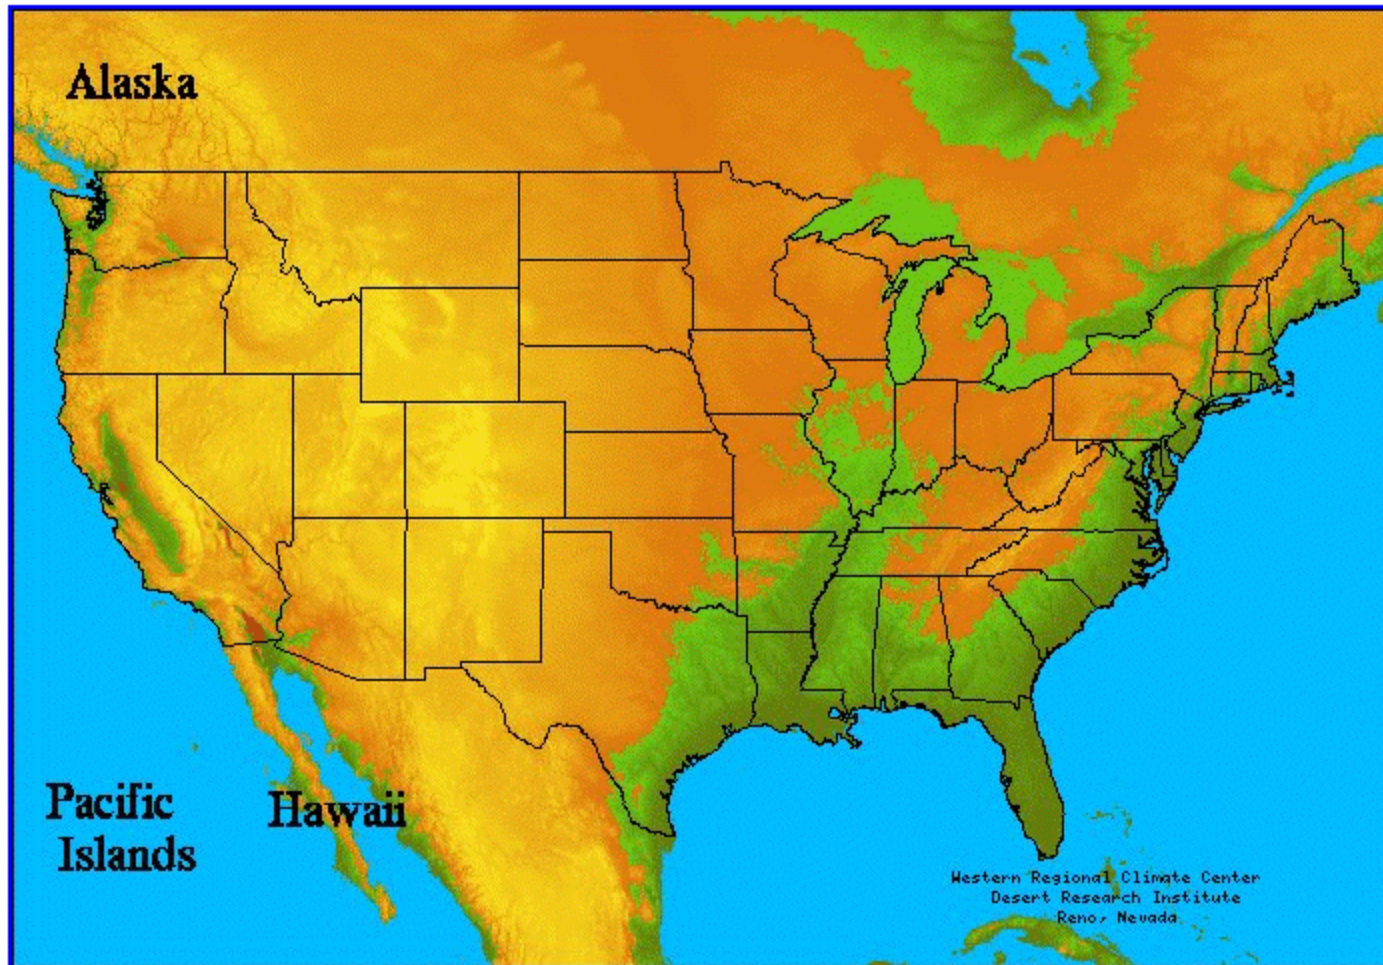 Alaska
Pacific
Islands
Hawaii
Western Regional Climate Center
Desert Research Institute
Reno, Nevada